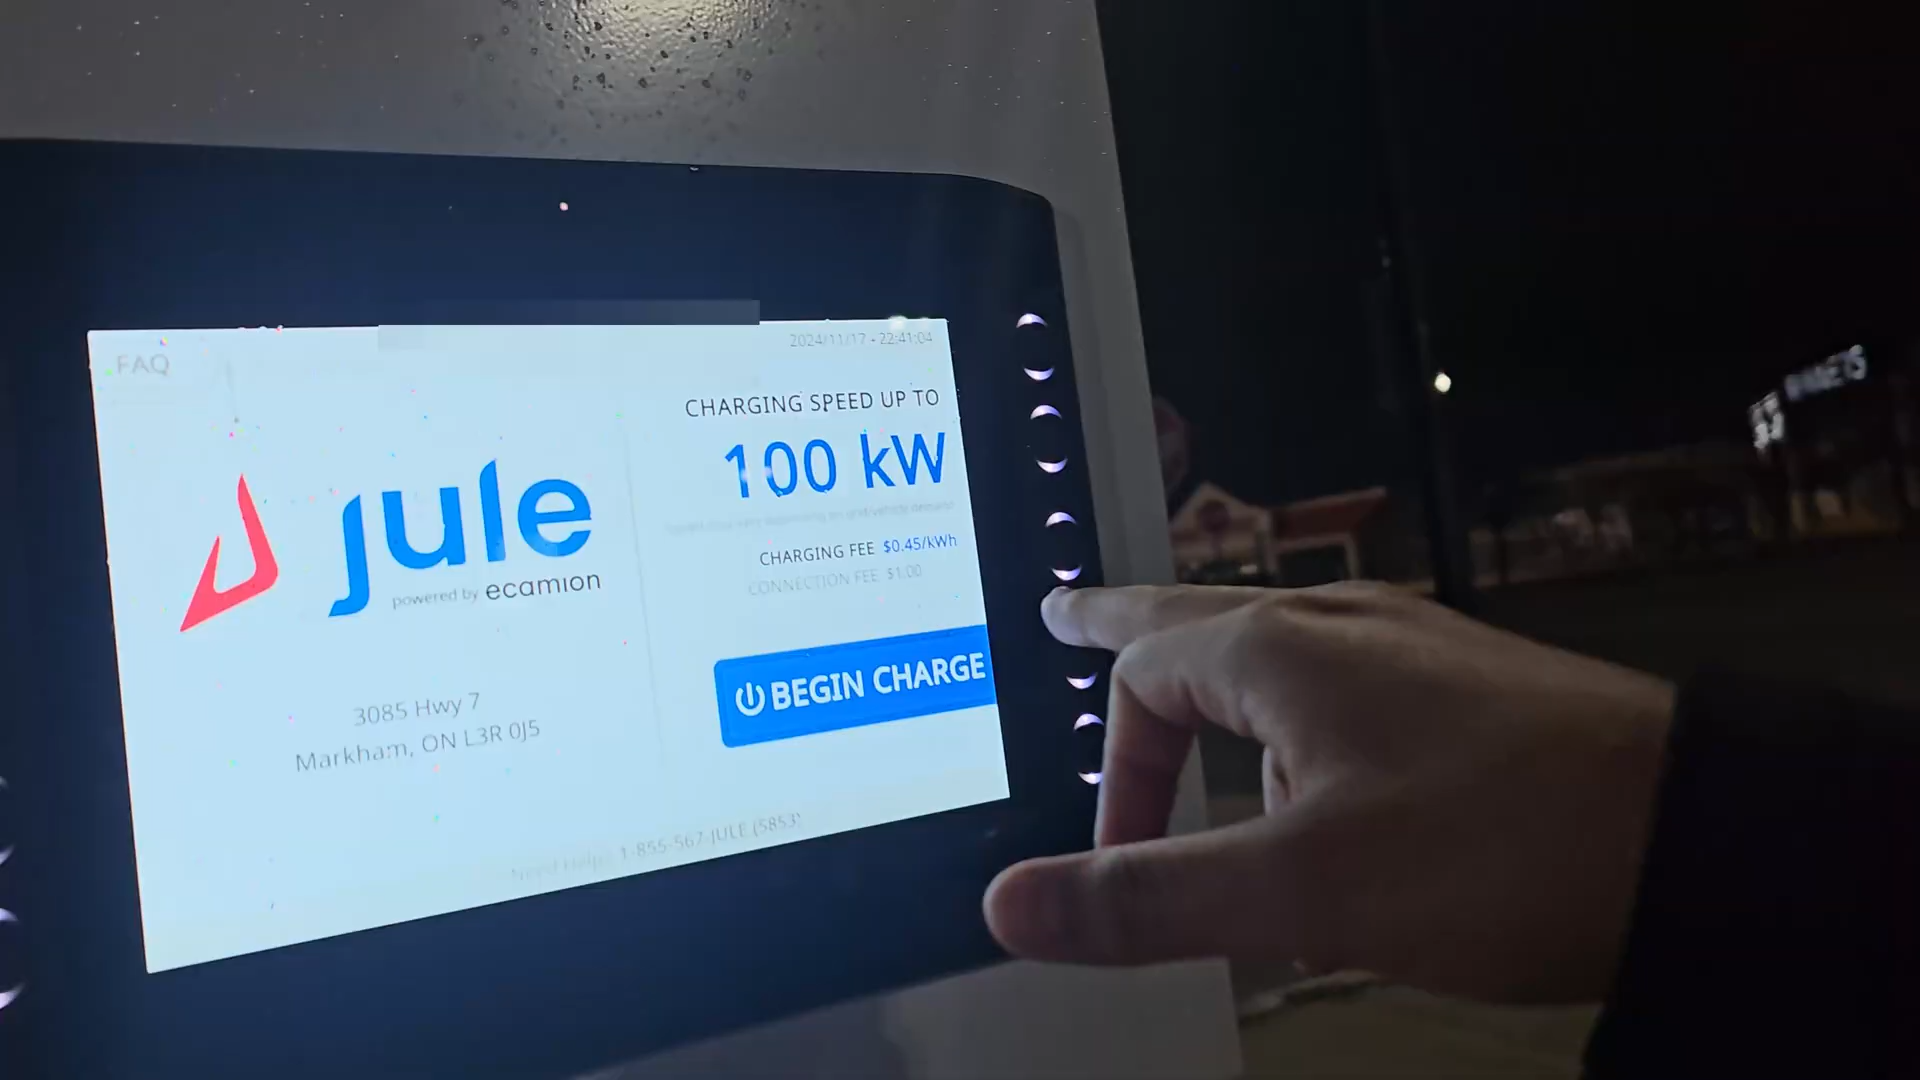 FAQ
2024/11/17 - 22:41:04
CHARGING SPEED UP TO
100 kW
CHARGING FEE $0.45/kWh
CONNECTION FEE $1.00
jule
powered by ecamion
BEGIN CHARGE
3085 Hwy 7
Markham, ON L3R 0J5
Need Help? 1-855-567-JULE (5853)